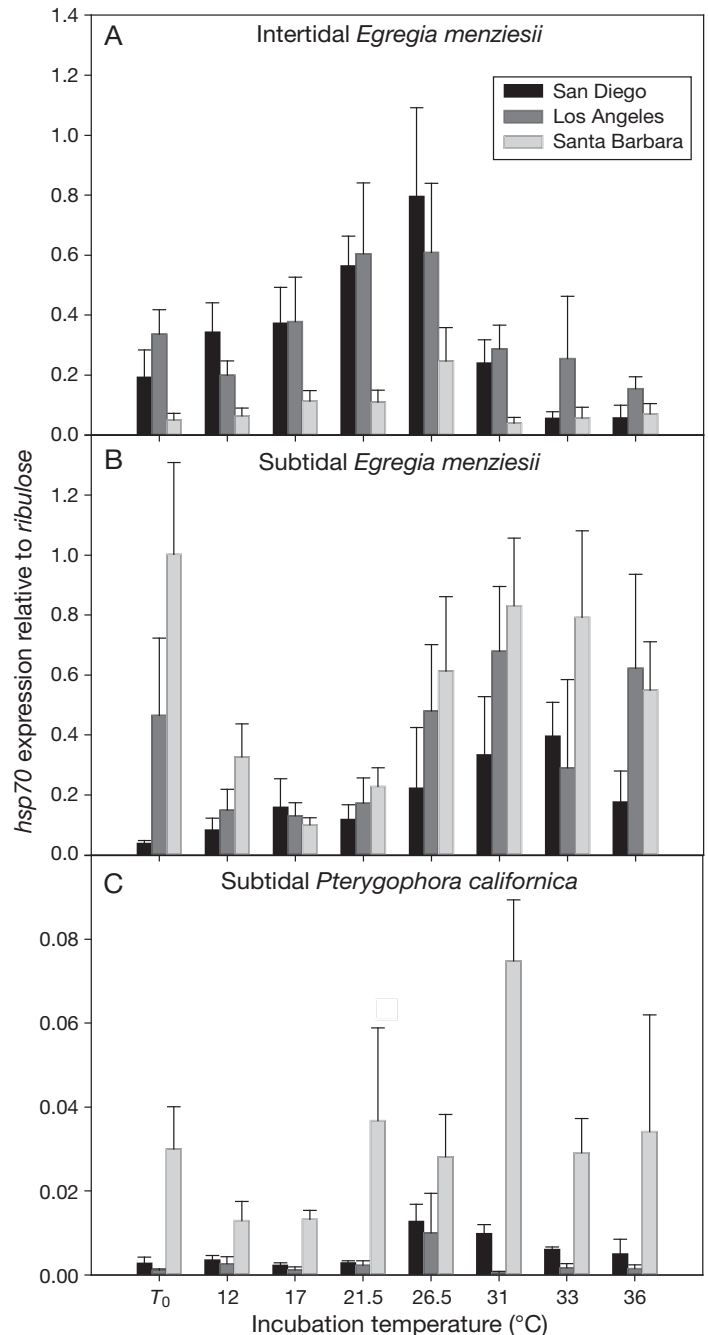 A
Intertidal Egregia menziesii
San Diego
Los Angeles
Santa Barbara
1.4
1.2
1.0
0.8
0.6
0.4
0.2
0.0
B
Subtidal Egregia menziesii
1.2
1.0
0.8
0.6
0.4
0.2
0.0
hsp70 expression relative to ribulose
C
Subtidal Pterygophora californica
0.08
0.06
0.04
0.02
0.00
T0 12 17 21.5 26.5 31 33 36
Incubation temperature (°C)